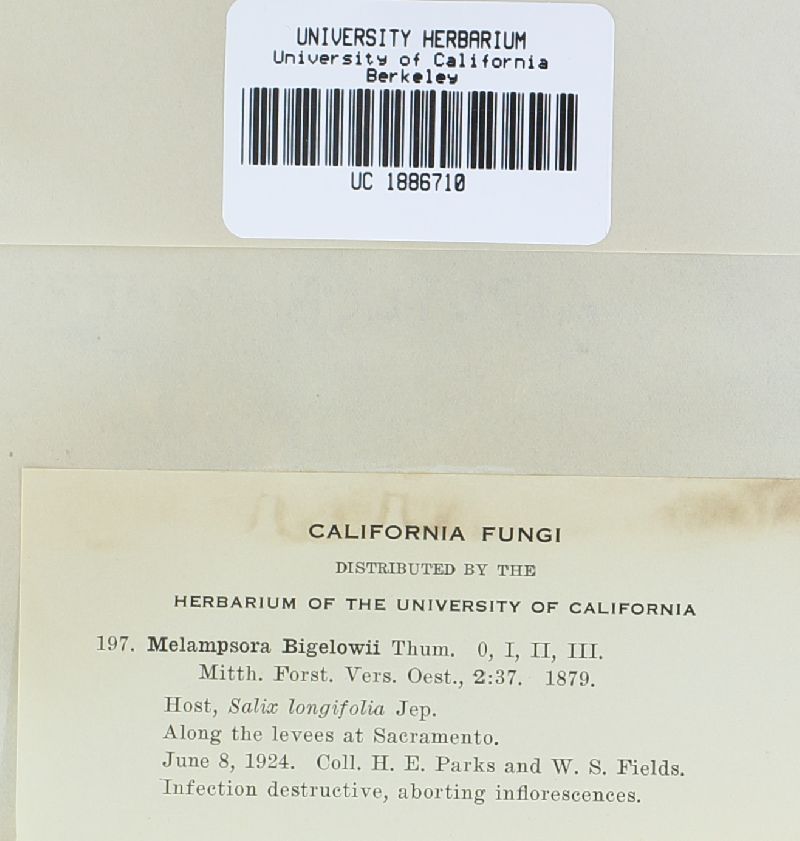 UNIVERSITY HERBARIUM
University of California
Berkeley
UC 1886710
CALIFORNIA FUNGI
DISTRIBUTED BY THE
HERBARIUM OF THE UNIVERSITY OF CALIFORNIA
197. Melampsora Bigelowii Thum. 0, I, II, III.
Mitth. Forst. Vers. Oest., 2:37. 1879.
Host, Salix longifolia Jep.
Along the levees at Sacramento.
June 8, 1924. Coll. H. E. Parks and W. S. Fields.
Infection destructive, aborting inflorescences.